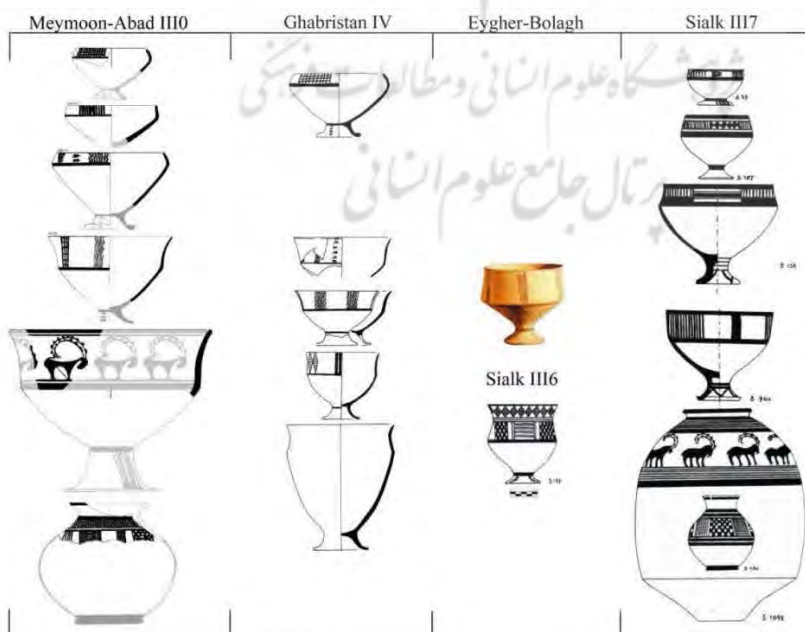 Meymoon-Abad III0
Ghabristan IV
Eygher-Bolagh
Sialk III7
پژوهشگاه علوم انسانی و مطالعات فرهنگی
پرتال جامع علوم انسانی
Sialk III6